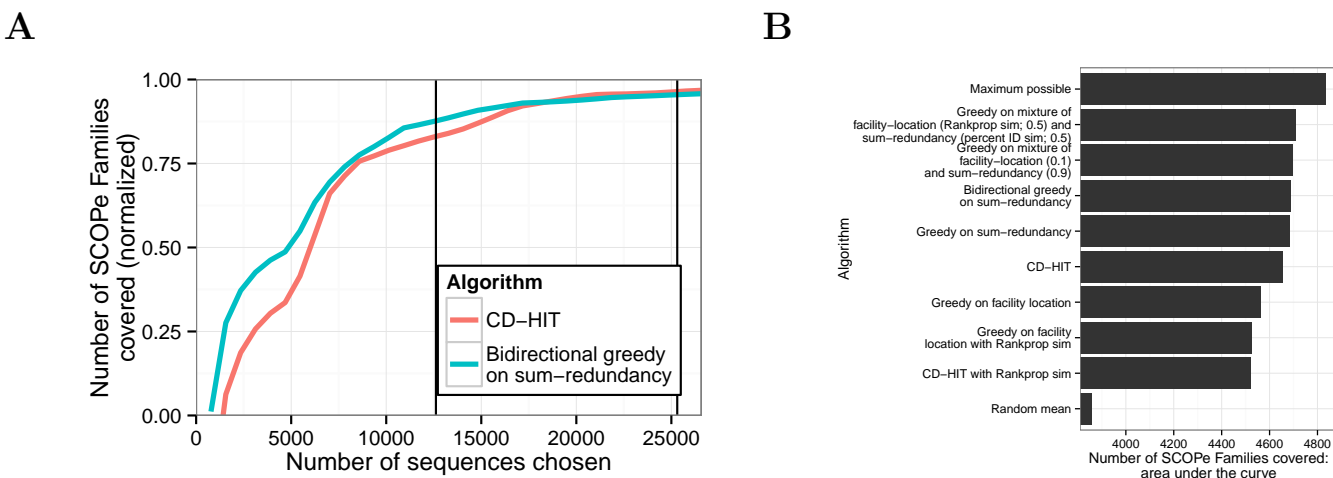 A
Number of SCOPe Families
covered (normalized)
1.00
0.75
0.50
0.25
0.00
0
5000
10000
15000
20000
25000
Number of sequences chosen
Algorithm
CD−HIT
Bidirectional greedy
on sum−redundancy
B
Algorithm
Maximum possible
Greedy on mixture of
facility−location (Rankprop sim; 0.5) and
sum−redundancy (percent ID sim; 0.5)
Greedy on mixture of
facility−location (0.1)
and sum−redundancy (0.9)
Bidirectional greedy
on sum−redundancy
Greedy on sum−redundancy
CD−HIT
Greedy on facility location
Greedy on facility
location with Rankprop sim
CD−HIT with Rankprop sim
Random mean
4000
4200
4400
4600
4800
Number of SCOPe Families covered:
area under the curve